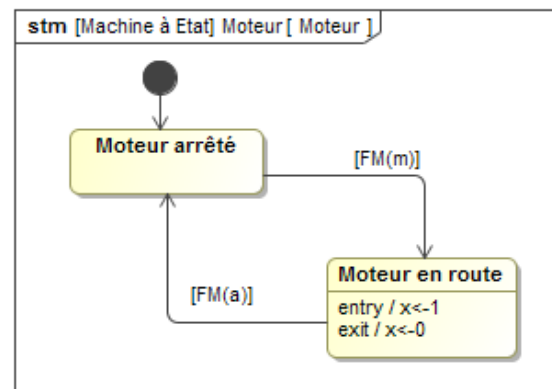 stm [Machine à Etat] Moteur [ Moteur ]
Moteur arrêté
[FM(m)]
[FM(a)]
Moteur en route
entry / x<-1
exit / x<-0